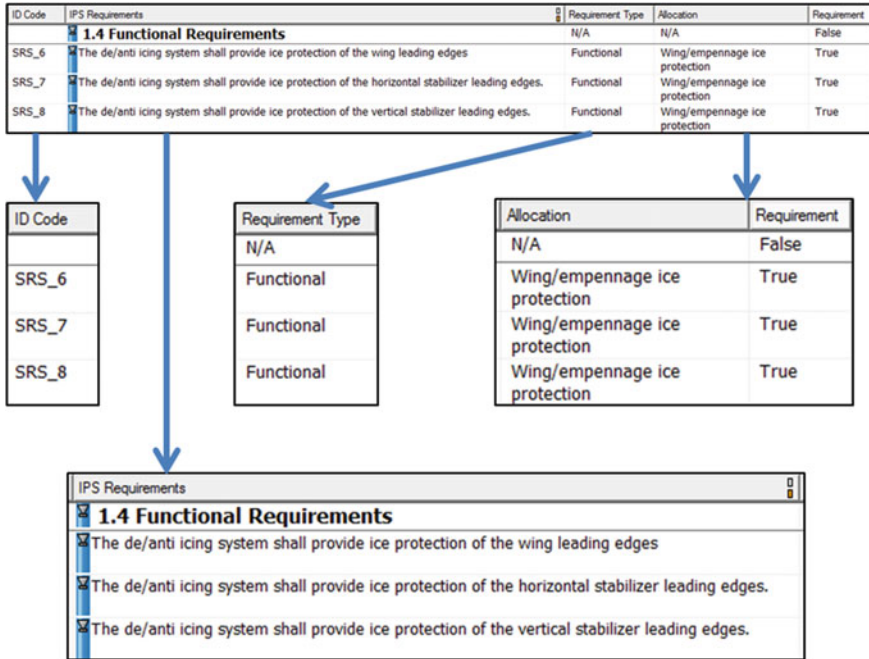 ID Code IPS Requirements Requirement Type Allocation Requirement
1.4 Functional Requirements N/A N/A False
SRS_6 The de/anti icing system shall provide ice protection of the wing leading edges Functional Wing/empennage ice True
protection
SRS_7 The de/anti icing system shall provide ice protection of the horizontal stabilizer leading edges. Functional Wing/empennage ice True
protection
SRS_8 The de/anti icing system shall provide ice protection of the vertical stabilizer leading edges. Functional Wing/empennage ice True
protection
ID Code
SRS_6
SRS_7
SRS_8
Requirement Type
N/A
Functional
Functional
Functional
Allocation Requirement
N/A False
Wing/empennage ice True
protection
Wing/empennage ice True
protection
Wing/empennage ice True
protection
IPS Requirements
1.4 Functional Requirements
The de/anti icing system shall provide ice protection of the wing leading edges
The de/anti icing system shall provide ice protection of the horizontal stabilizer leading edges.
The de/anti icing system shall provide ice protection of the vertical stabilizer leading edges.